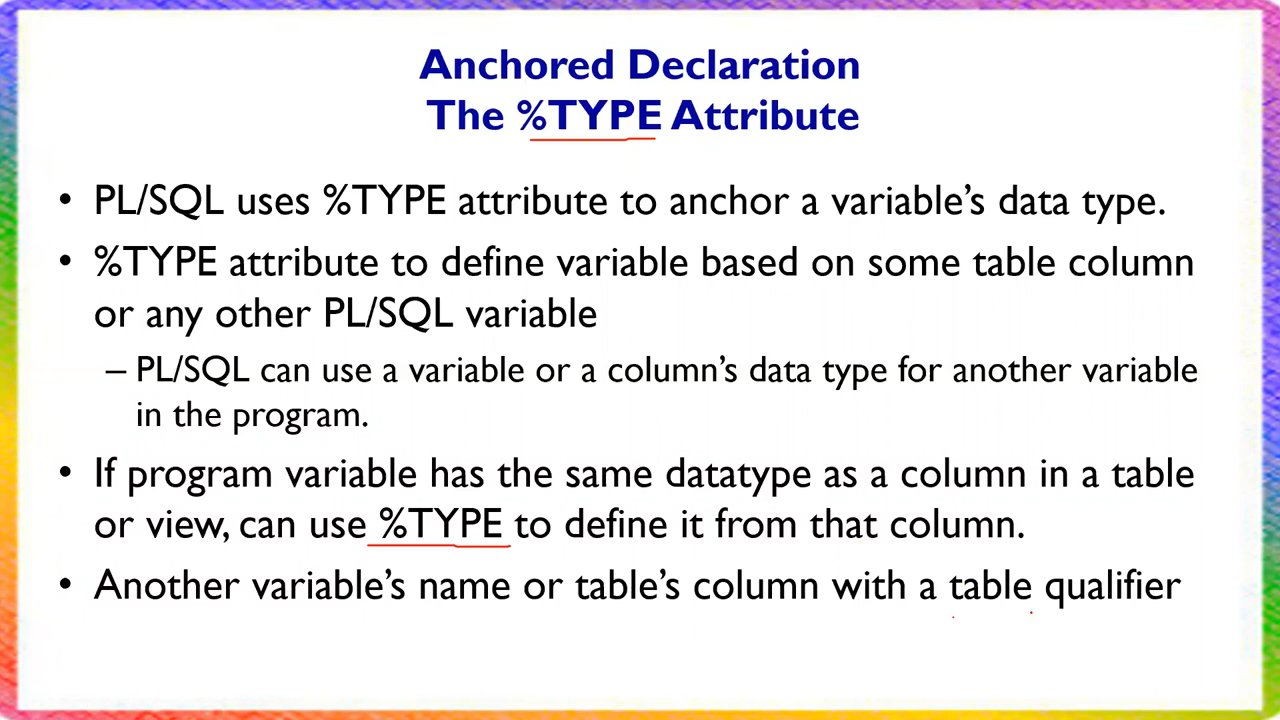 Anchored Declaration
The %TYPE Attribute
• PL/SQL uses %TYPE attribute to anchor a variable’s data type.
• %TYPE attribute to define variable based on some table column
or any other PL/SQL variable
– PL/SQL can use a variable or a column’s data type for another variable
in the program.
• If program variable has the same datatype as a column in a table
or view, can use %TYPE to define it from that column.
• Another variable’s name or table’s column with a table qualifier